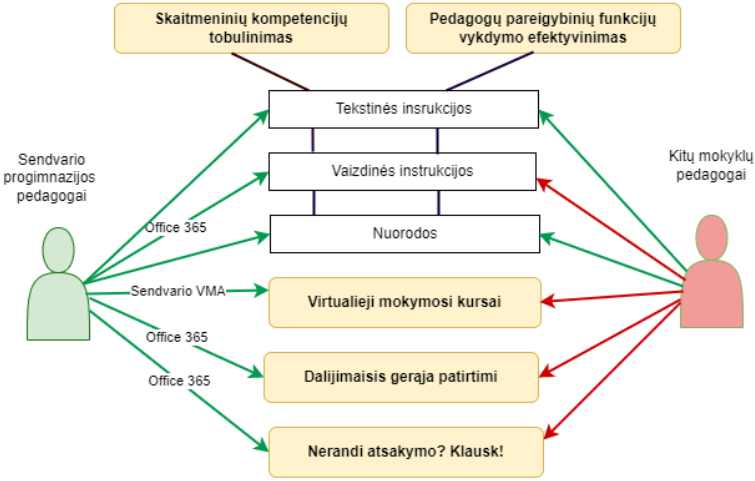 Skaitmeninių kompetencijų
tobulinimas
Pedagogų pareigybinių funkcijų
vykdymo efektyvinimas
Tekstinės insrukcijos
Sendvario
progimnazijos
pedagogai
Vaizdinės instrukcijos
Kitų mokyklų
pedagogai
Office 365
Nuorodos
Sendvario VMA
Virtualieji mokymosi kursai
Office 365
Dalijimaisis gerąja patirtimi
Office 365
Nerandi atsakymo? Klausk!